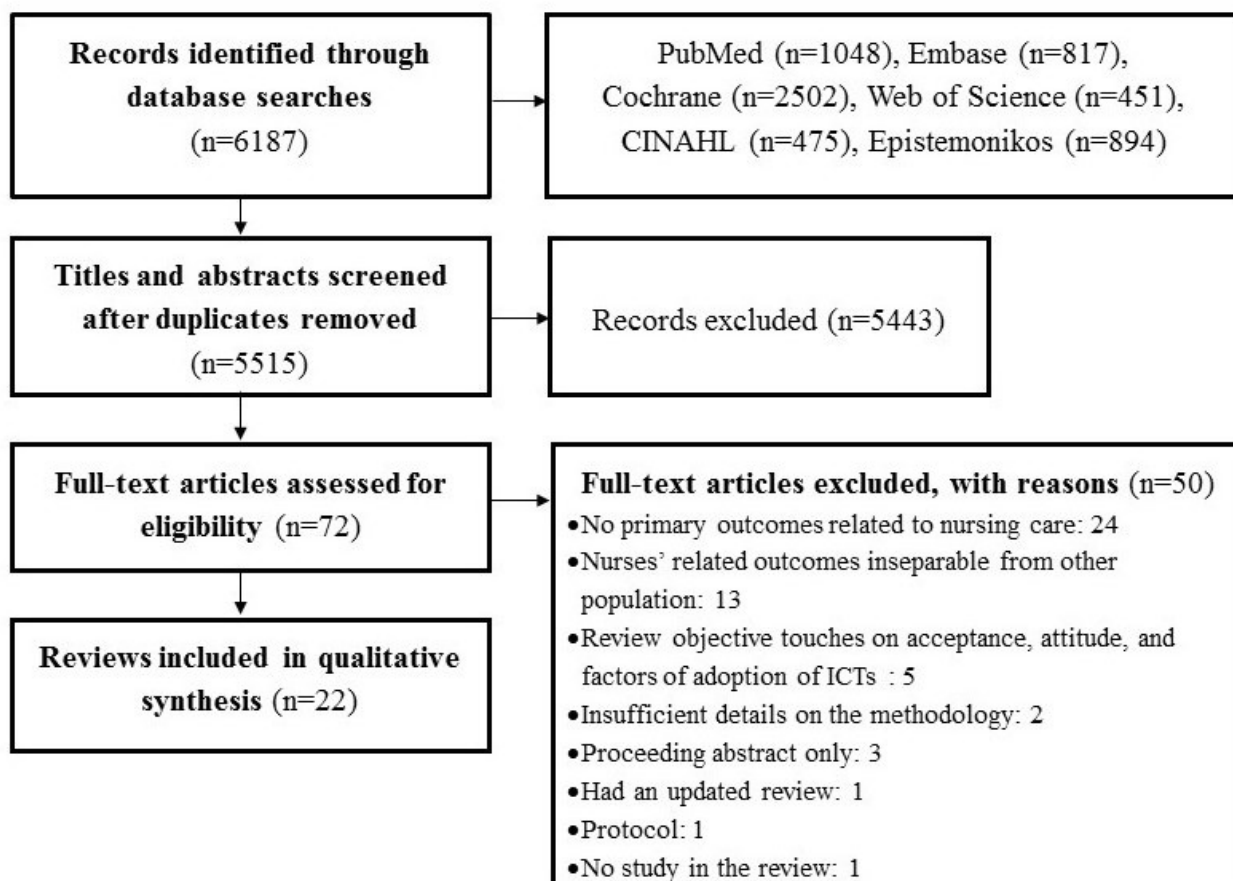 Records identified through
database searches
(n=6187)
PubMed (n=1048), Embase (n=817),
Cochrane (n=2502), Web of Science (n=451),
CINAHL (n=475), Epistemonikos (n=894)
Titles and abstracts screened
after duplicates removed
(n=5515)
Records excluded (n=5443)
Full-text articles assessed for
eligibility (n=72)
Full-text articles excluded, with reasons (n=50)
•No primary outcomes related to nursing care: 24
•Nurses’ related outcomes inseparable from other
population: 13
•Review objective touches on acceptance, attitude, and
factors of adoption of ICTs : 5
•Insufficient details on the methodology: 2
•Proceeding abstract only: 3
•Had an updated review: 1
•Protocol: 1
•No study in the review: 1
Reviews included in qualitative
synthesis (n=22)